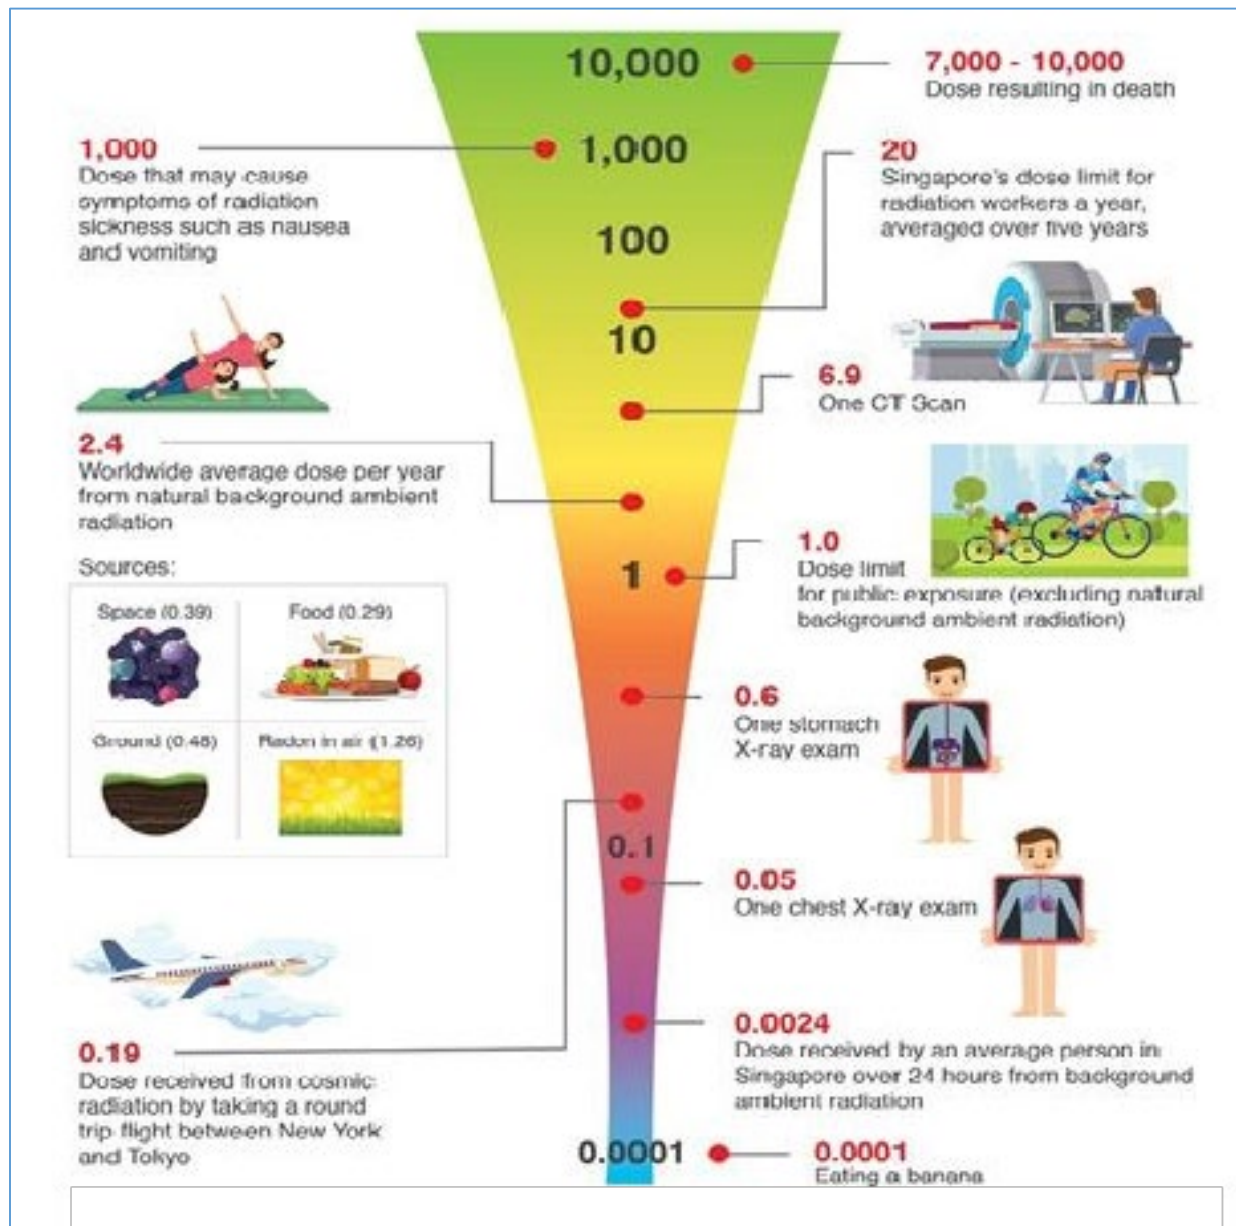 10,000
7,000 - 10,000
Dose resulting in death
1,000
Dose that may cause
symptoms of radiation
sickness such as nausea
and vomiting
1,000
20
Singapore's dose limit for
radiation workers a year,
averaged over five years
100
10
6.9
One CT Scan
2.4
Worldwide average dose per year
from natural background ambient
radiation
1.0
Dose limit
for public exposure (excluding natural
background ambient radiation)
1
Sources:
Space (0.39)
Food (0.29)
Ground (0.48)
Radon in air (1.26)
0.6
One stomach
X-ray exam
0.1
0.05
One chest X-ray exam
0.19
Dose received from cosmic
radiation by taking a round
trip flight between New York
and Tokyo
0.0024
Dose received by an average person in
Singapore over 24 hours from background
ambient radiation
0.0001
0.0001
Eating a banana